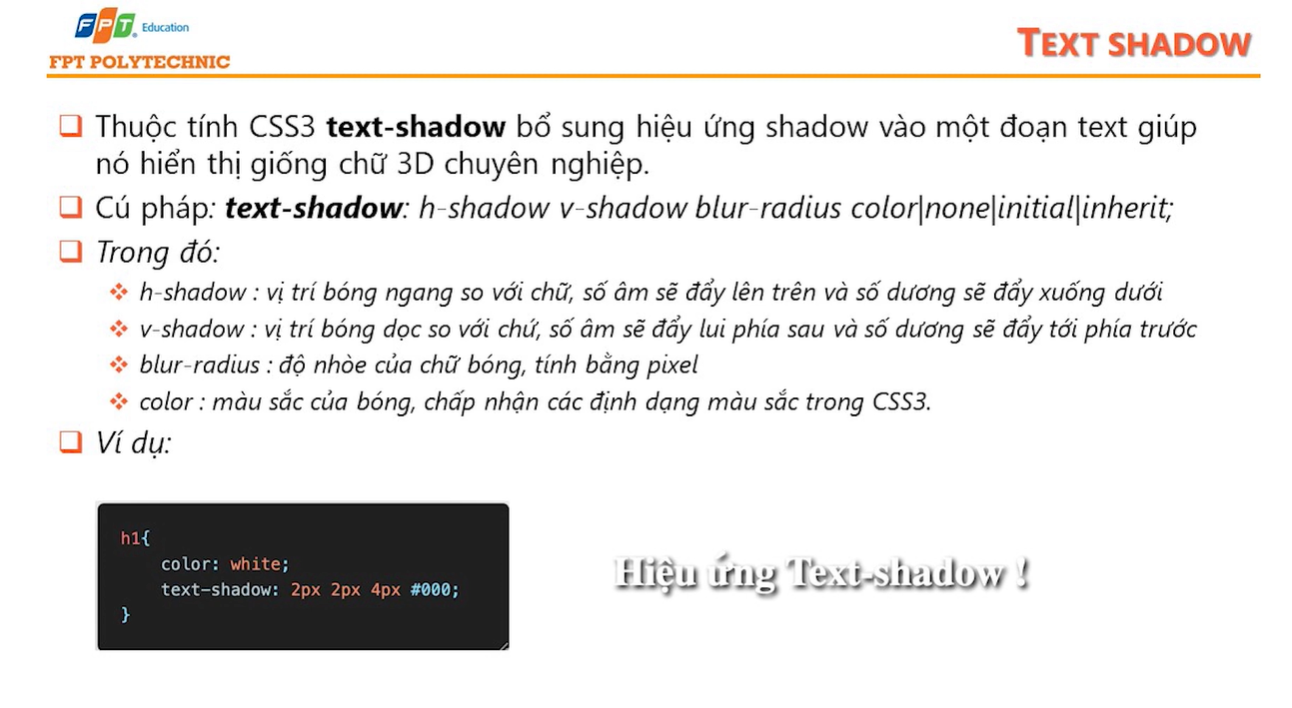 FPT Education
FPT POLYTECHNIC
TEXT SHADOW
Thuộc tính CSS3 text-shadow bổ sung hiệu ứng shadow vào một đoạn text giúp
nó hiển thị giống chữ 3D chuyên nghiệp.
Cú pháp: text-shadow: h-shadow v-shadow blur-radius color|none|initial|inherit;
Trong đó:
h-shadow : vị trí bóng ngang so với chữ, số âm sẽ đẩy lên trên và số dương sẽ đẩy xuống dưới
v-shadow : vị trí bóng dọc so với chứ, số âm sẽ đẩy lui phía sau và số dương sẽ đẩy tới phía trước
blur-radius : độ nhòe của chữ bóng, tính bằng pixel
color : màu sắc của bóng, chấp nhận các định dạng màu sắc trong CSS3.
Ví dụ:
h1{
color: white;
text-shadow: 2px 2px 4px #000;
}
Hiệu ứng Text-shadow !